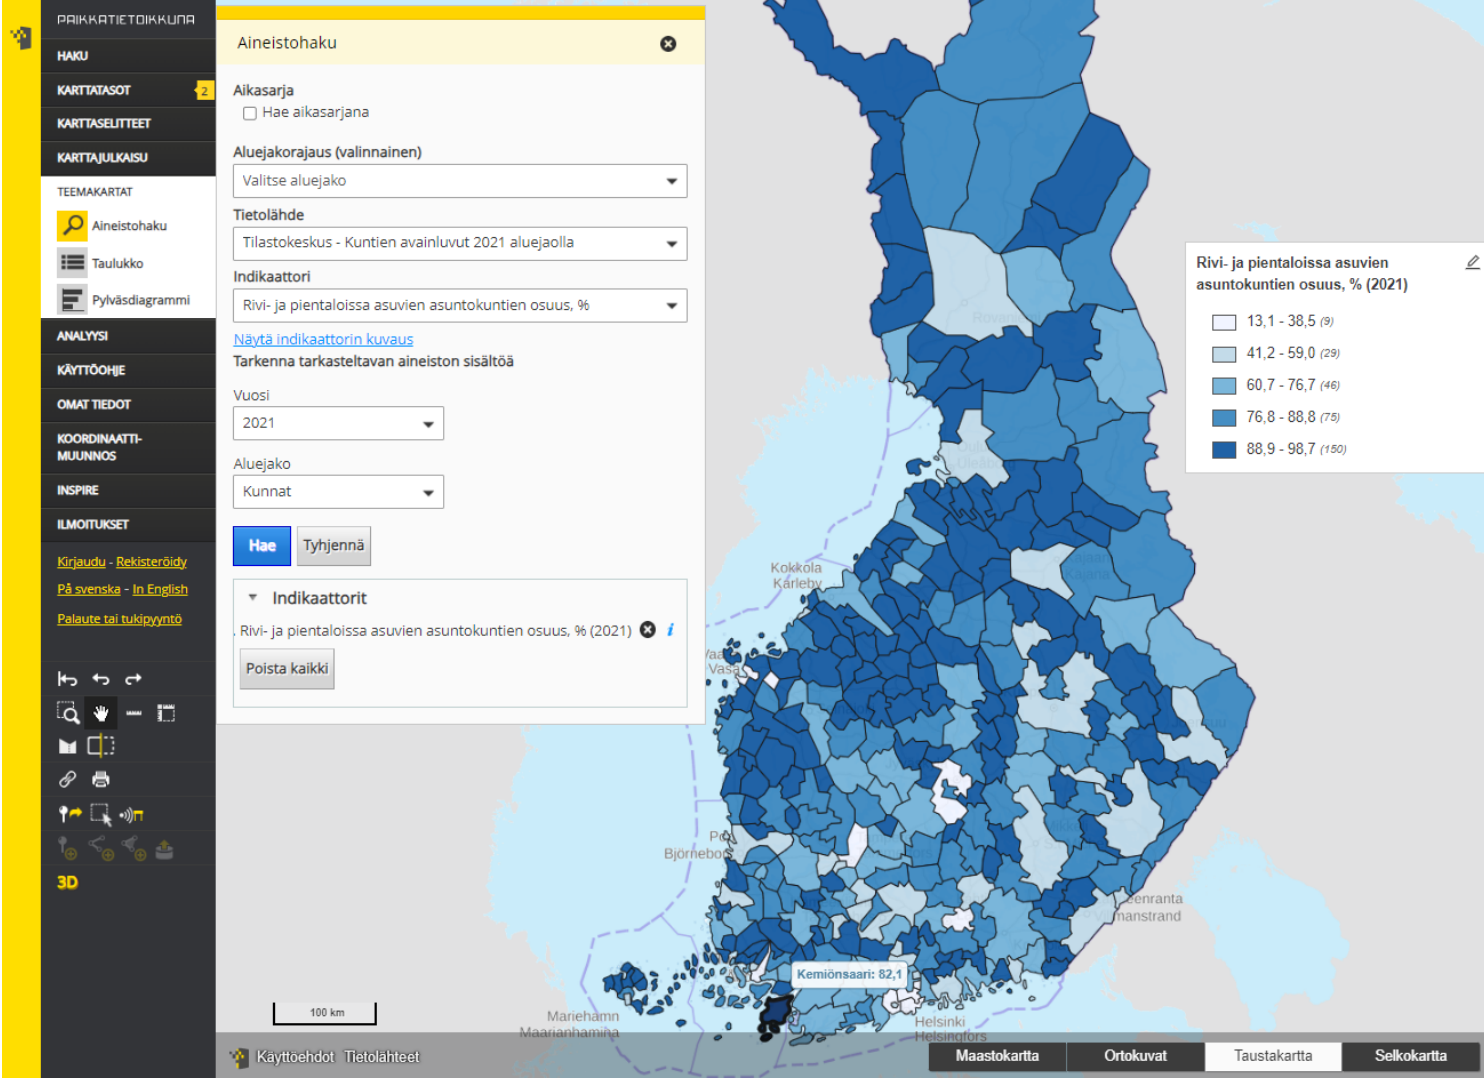 PAIKKATIETOIKKUNA
HAKU
KARTTATASOT 2
KARTTASELITTEET
KARTTAJULKAISU
TEEMAKARTAT
Aineistohaku
Taulukko
Pylväsdiagrammi
ANALYYSI
KÄYTTÖOHJE
OMAT TIEDOT
KOORDINAATTI-
MUUNNOS
INSPIRE
ILMOITUKSET
Kirjaudu - Rekisteröidy
På svenska - In English
Palaute tai tukipyyntö
3D
Aineistohaku
Aikasarja
Hae aikasarjana
Aluejakorajaus (valinnainen)
Valitse aluejako
Tietolähde
Tilastokeskus - Kuntien avainluvut 2021 aluejaolla
Indikaattori
Rivi- ja pientaloissa asuvien asuntokuntien osuus, %
Näytä indikaattorin kuvaus
Tarkenna tarkasteltavan aineiston sisältöä
Vuosi
2021
Aluejako
Kunnat
Hae Tyhjennä
Indikaattorit
. Rivi- ja pientaloissa asuvien asuntokuntien osuus, % (2021) i
Poista kaikki
Rivi- ja pientaloissa asuvien
asuntokuntien osuus, % (2021)
13,1 - 38,5 (9)
41,2 - 59,0 (29)
60,7 - 76,7 (46)
76,8 - 88,8 (75)
88,9 - 98,7 (150)
Kokkola
Karleby
Vasa
Björneborg
Kemiönsaari: 82,1
Mariehamn
Maarianhamina
Helsinki
Helsingfors
100 km
Käyttöehdot Tietolähteet
Maastokartta Ortokuvat Taustakartta Selkokartta